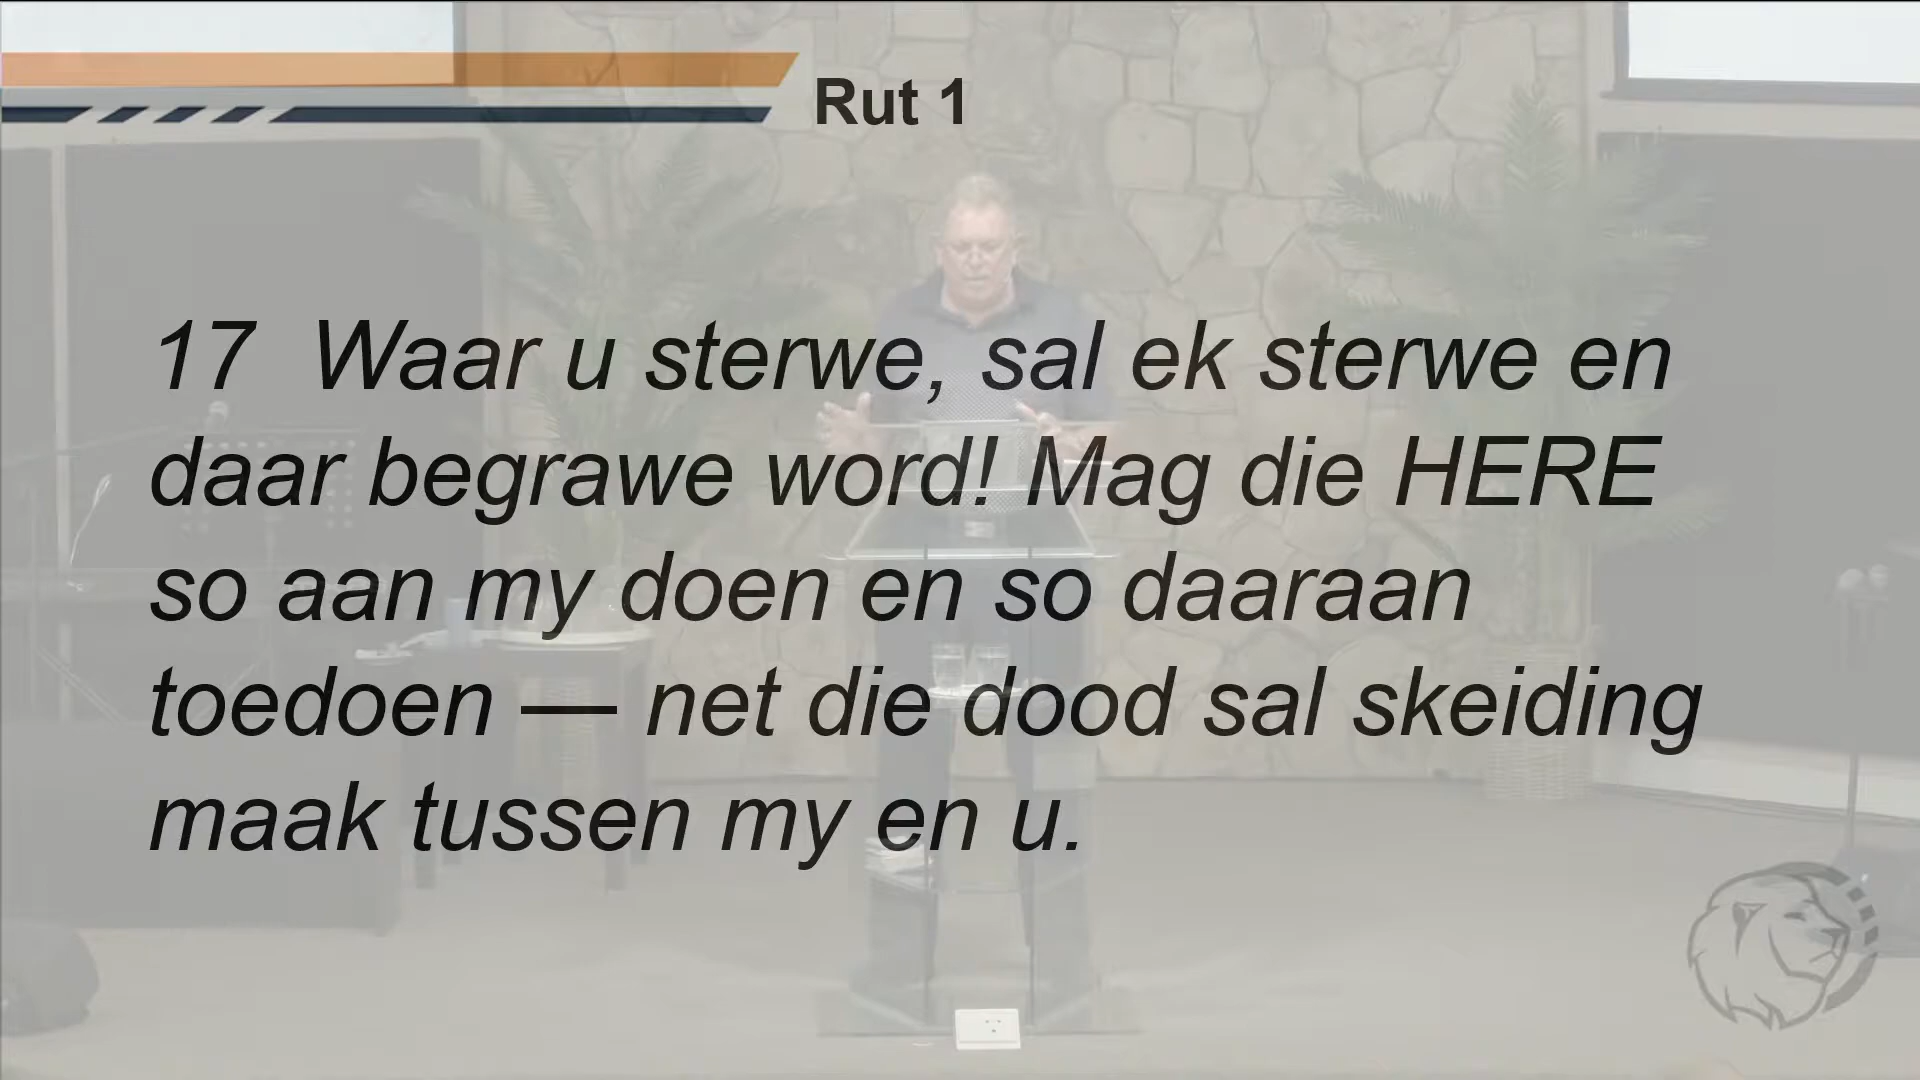 Rut 1
17 Waar u sterwe, sal ek sterwe en
daar begrawe word! Mag die HERE
so aan my doen en so daaraan
toedoen — net die dood sal skeiding
maak tussen my en u.